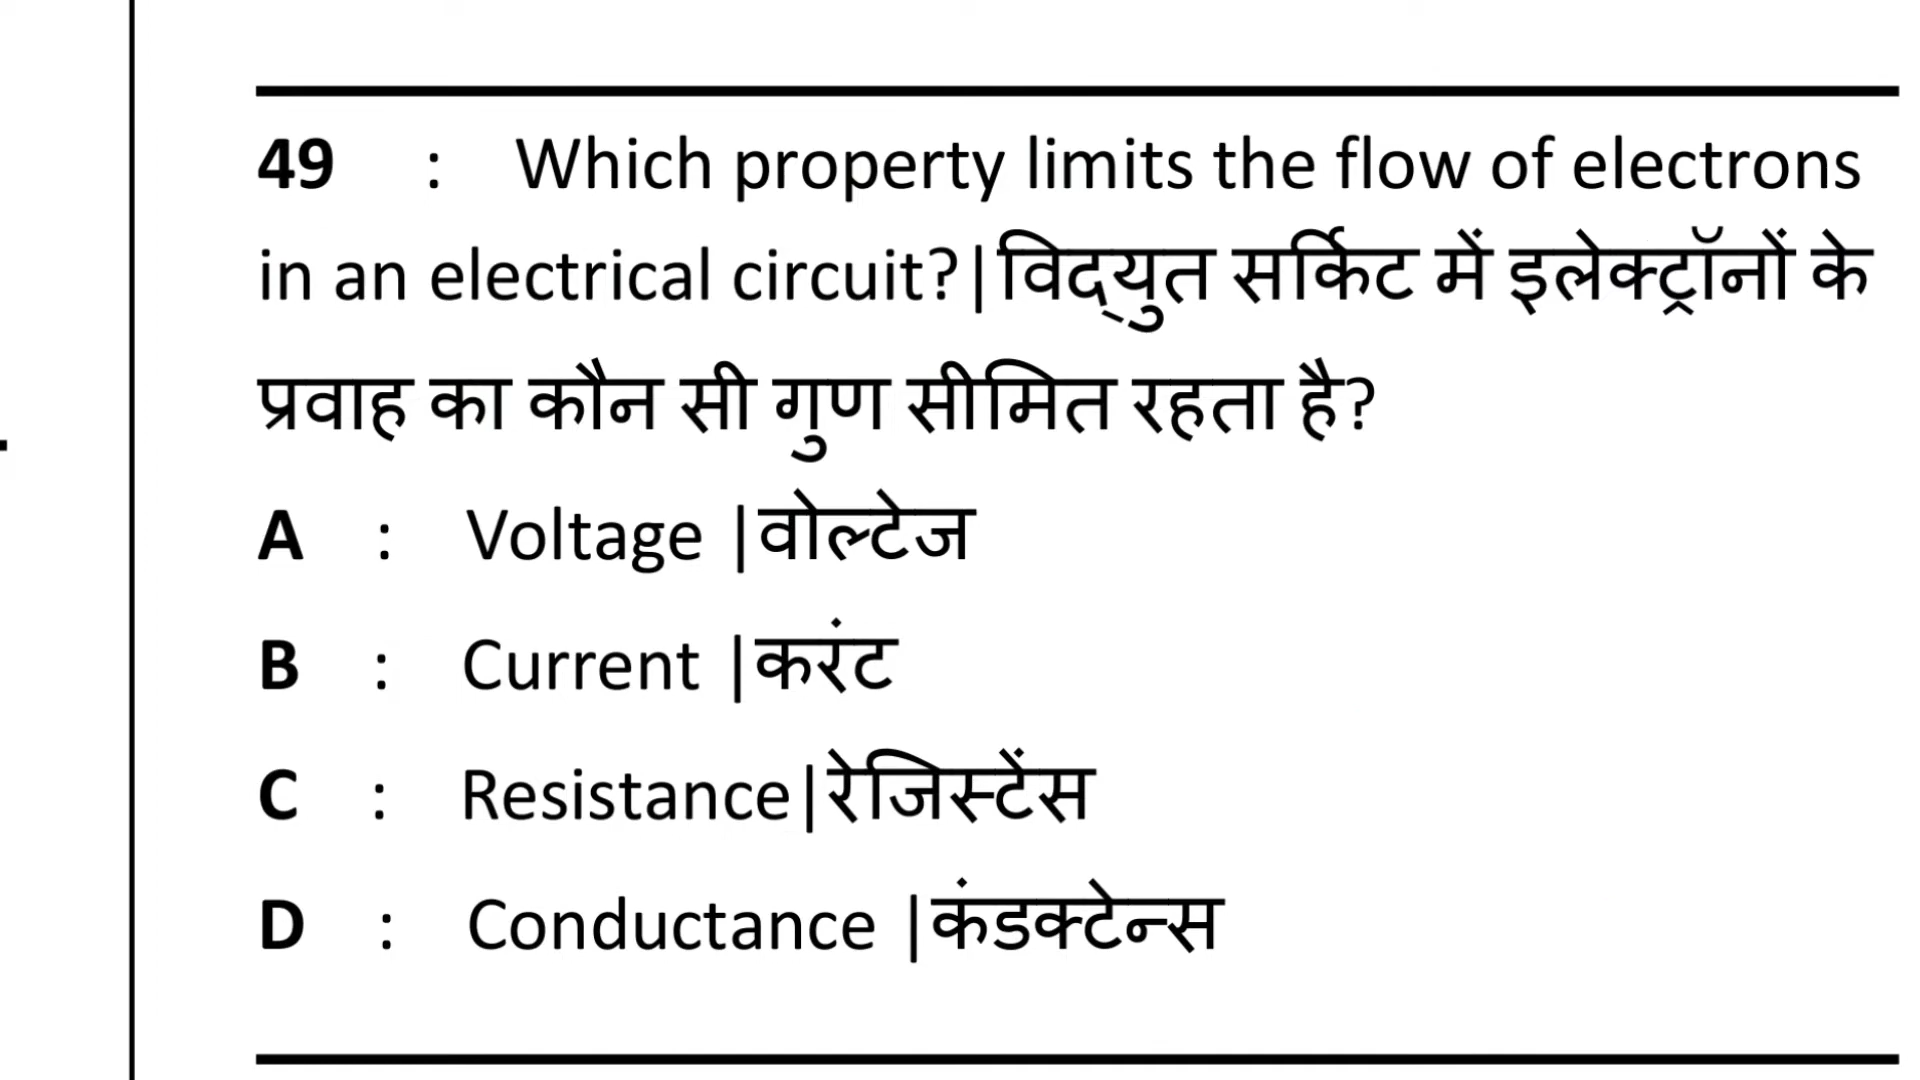 49 : Which property limits the flow of electrons
in an electrical circuit?|विद्युत सर्किट में इलेक्ट्रॉनों के
प्रवाह का कौन सी गुण सीमित रहता है?
A : Voltage |वोल्टेज
B : Current |करंट
C : Resistance|रेजिस्टेंस
D : Conductance |कंडक्टेन्स